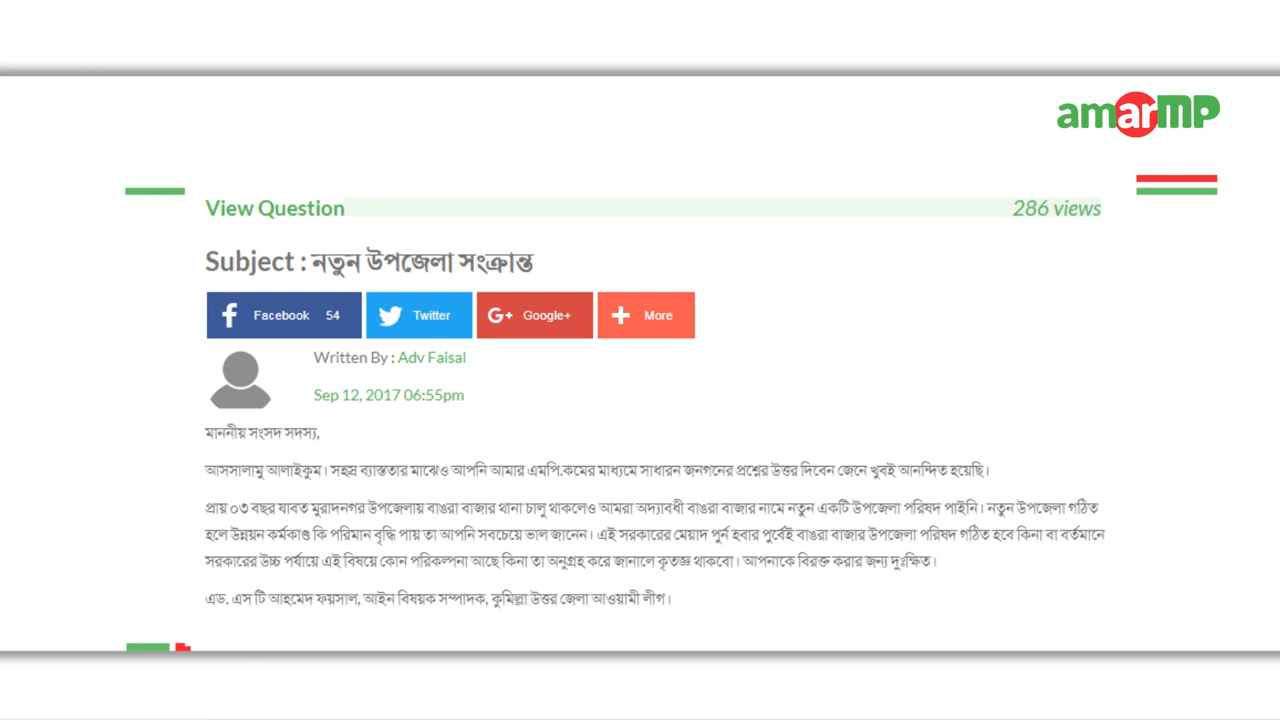 amarMP
View Question 286 views
Subject : নতুন উপজেলা সংক্রান্ত
Facebook 54 Twitter G+ Google+ More
Written By : Adv Faisal
Sep 12, 2017 06:55pm
মাননীয় সংসদ সদস্য,
আসসালামু আলাইকুম। সহস্র ব্যাস্ততার মাঝেও আপনি আমার এমপি.কমের মাধ্যমে সাধারন জনগনের প্রশ্নের উত্তর দিবেন জেনে খুবই আনন্দিত হয়েছি।
প্রায় ০৩ বছর যাবত মুরাদনগর উপজেলায় বাঙরা বাজার থানা চালু থাকলেও আমরা অদ্যাবধী বাঙরা বাজার নামে নতুন একটি উপজেলা পরিষদ পাইনি। নতুন উপজেলা গঠিত
হলে উন্নয়ন কর্মকাণ্ড কি পরিমান বৃদ্ধি পায় তা আপনি সবচেয়ে ভাল জানেন। এই সরকারের মেয়াদ পুর্ন হবার পুর্বেই বাঙরা বাজার উপজেলা পরিষদ গঠিত হবে কিনা বা বর্তমানে
সরকারের উচ্চ পর্যায়ে এই বিষয়ে কোন পরিকল্পনা আছে কিনা তা অনুগ্রহ করে জানালে কৃতজ্ঞ থাকবো। আপনাকে বিরক্ত করার জন্য দুঃক্ষিত।
এড. এস টি আহমেদ ফয়সাল, আইন বিষয়ক সম্পাদক, কুমিল্লা উত্তর জেলা আওয়ামী লীগ।